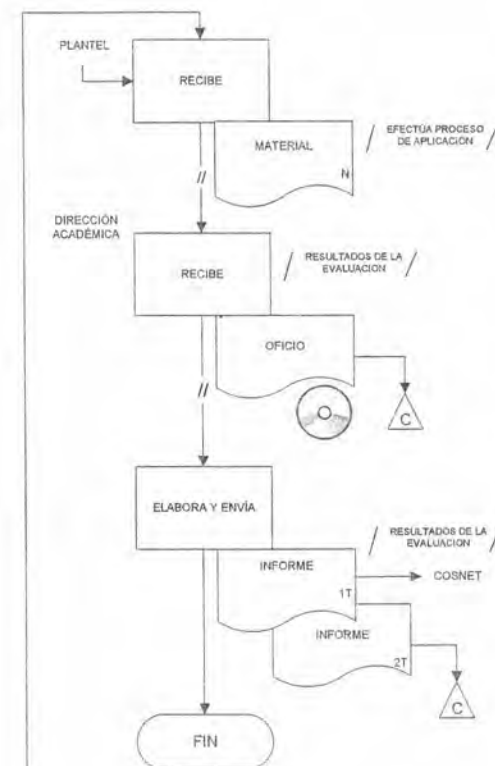 PLANTEL
RECIBE
MATERIAL
N
/ EFECTÚA PROCESO /
DE APLICACIÓN
//
DIRECCIÓN
ACADÉMICA
RECIBE
/ RESULTADOS DE LA /
EVALUACION
OFICIO
C
//
ELABORA Y ENVÍA
/ RESULTADOS DE LA /
EVALUACIÓN
INFORME
1T
COSNET
INFORME
2T
C
FIN